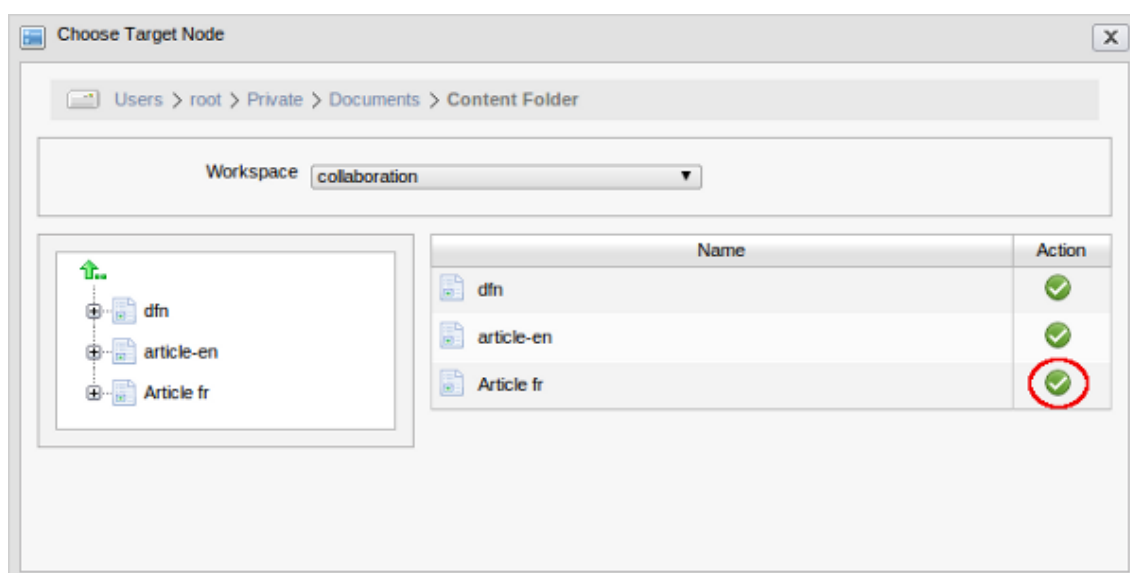 Choose Target Node
X
Users > root > Private > Documents > Content Folder
Workspace collaboration
Name Action
dfn
article-en
Article fr
dfn
article-en
Article fr